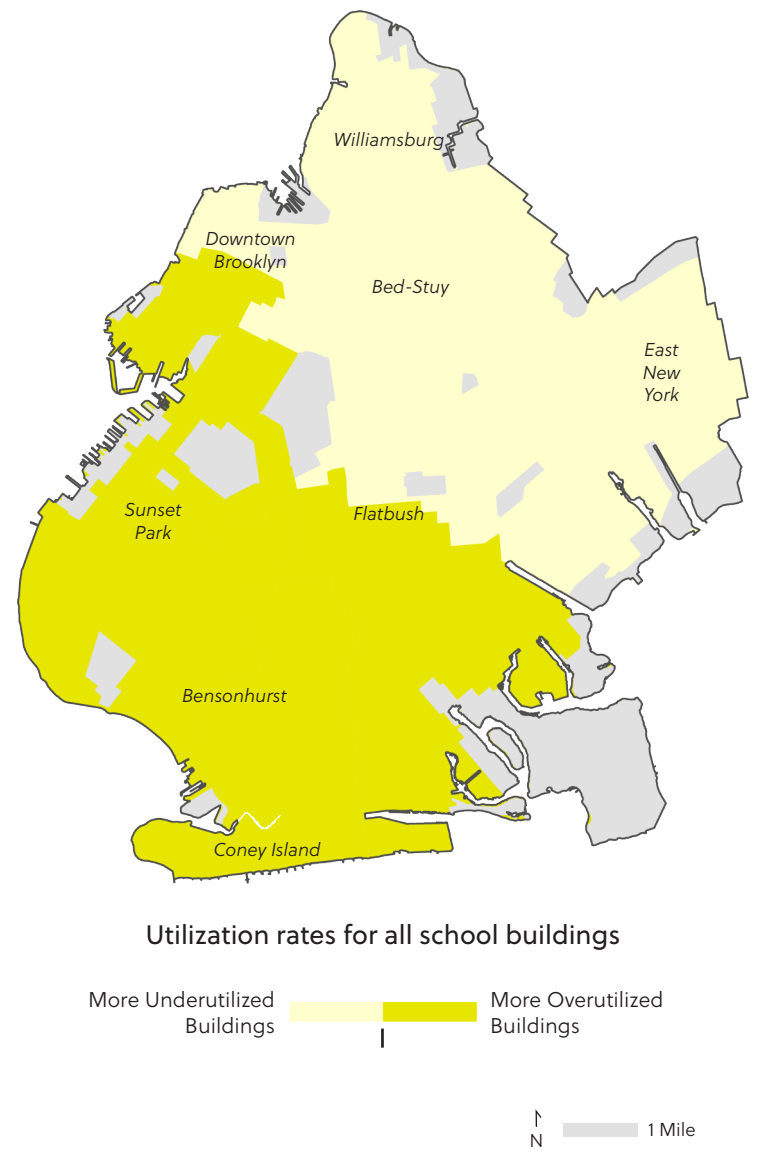 Williamsburg
Downtown
Brooklyn
Bed-Stuy
East
New
York
Sunset
Park
Flatbush
Bensonhurst
Coney Island
Utilization rates for all school buildings
More Underutilized
Buildings
More Overutilized
Buildings
N
1 Mile